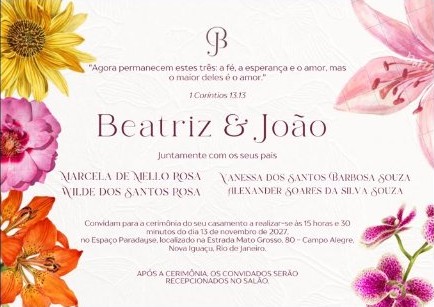 B
"Agora permanecem estes três: a fé, a esperança e o amor, mas
o maior deles é o amor."
1 Coríntios 13.13
Beatriz & João
Juntamente com os seus pais
Marcela de Mello Rosa
Wilde dos Santos Rosa
Vanessa dos Santos Barbosa Souza
Alexander Soares da Silva Souza
Convidam para a cerimônia do seu casamento a realizar-se às 15 horas e 30
minutos do dia 13 de novembro de 2027,
no Espaço Paradayse, localizado na Estrada Mato Grosso, 80 - Campo Alegre,
Nova Iguaçu, Rio de Janeiro.
APÓS A CERIMÔNIA, OS CONVIDADOS SERÃO
RECEPCIONADOS NO SALÃO.